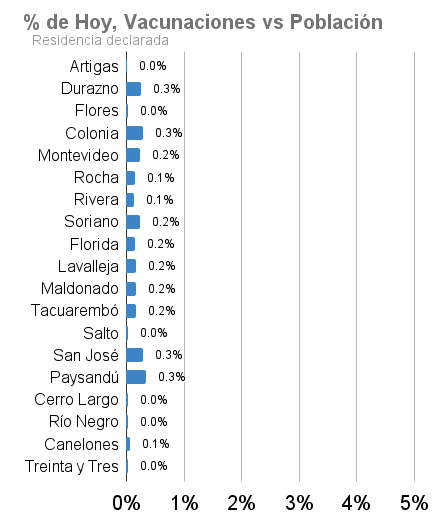 % de Hoy, Vacunaciones vs Población
Residencia declarada
Artigas 0.0%
Durazno 0.3%
Flores 0.0%
Colonia 0.3%
Montevideo 0.2%
Rocha 0.1%
Rivera 0.1%
Soriano 0.2%
Florida 0.2%
Lavalleja 0.2%
Maldonado 0.2%
Tacuarembó 0.2%
Salto 0.0%
San José 0.3%
Paysandú 0.3%
Cerro Largo 0.0%
Río Negro 0.0%
Canelones 0.1%
Treinta y Tres 0.0%
0% 1% 2% 3% 4% 5%